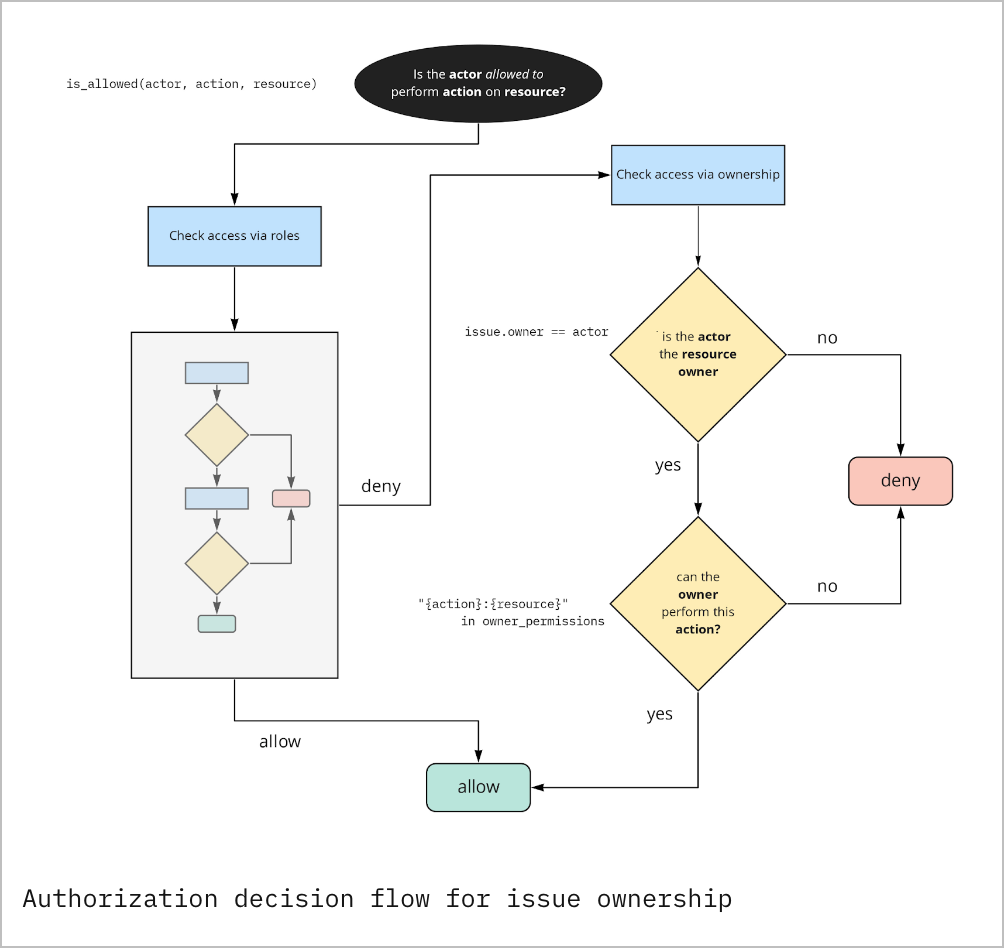 is_allowed(actor, action, resource)
Is the actor allowed to
perform action on resource?
Check access via roles
Check access via ownership
issue.owner == actor
is the actor
the resource
owner
no
yes
deny
deny
"{action}:{resource}"
in owner_permissions
can the
owner
perform this
action?
no
yes
allow
allow
Authorization decision flow for issue ownership